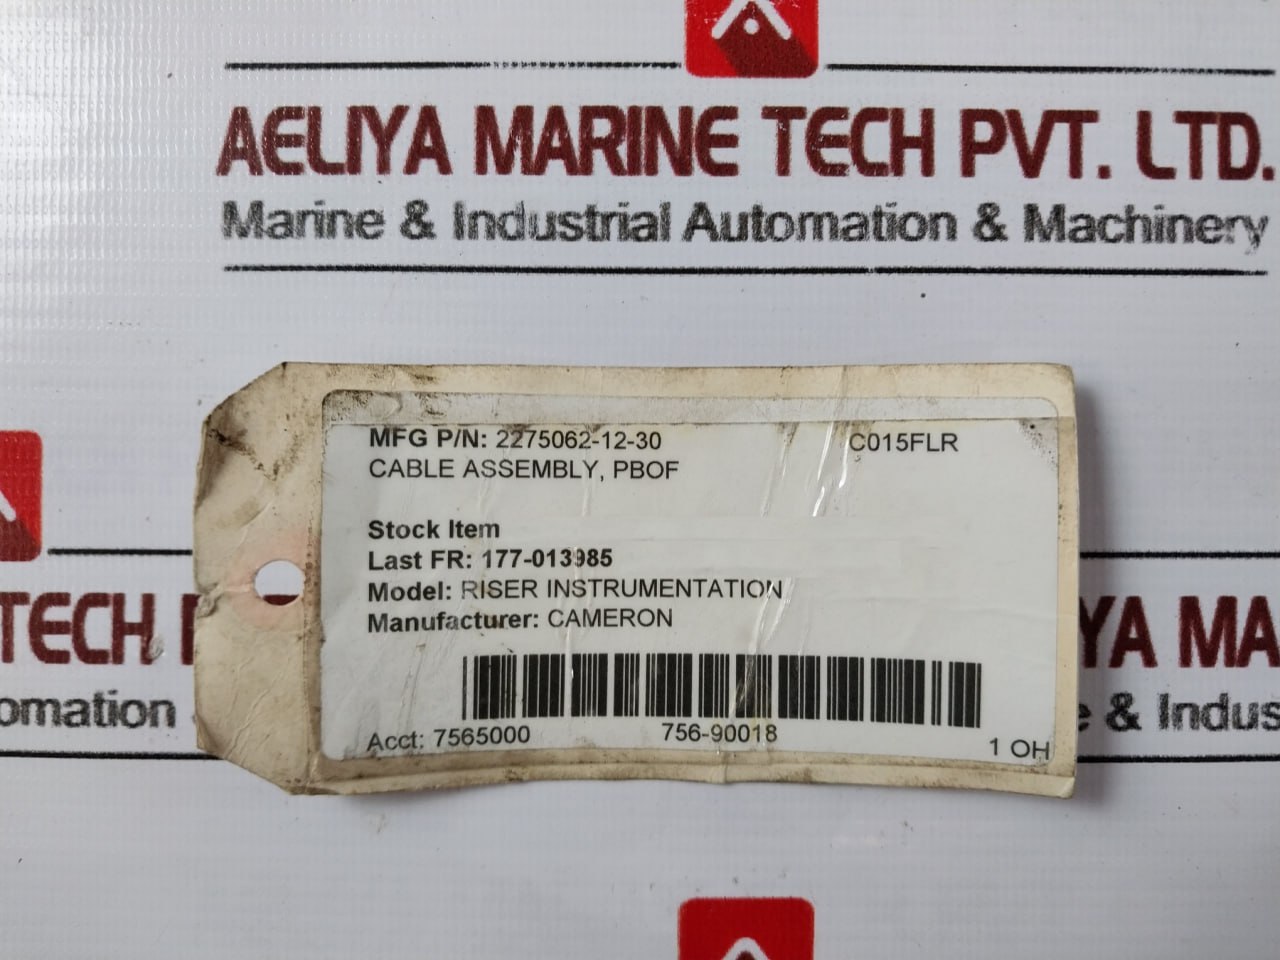 AELIYA MARINE TECH PVT. LTD.
Marine & Industrial Automation & Machinery
MFG P/N: 2275062-12-30 C015FLR
CABLE ASSEMBLY, PBOF
Stock Item
Last FR: 177-013985
Model: RISER INSTRUMENTATION
Manufacturer: CAMERON
Acct: 7565000 756-90018 1 OH
TECH
YA MA
omation
& Indus